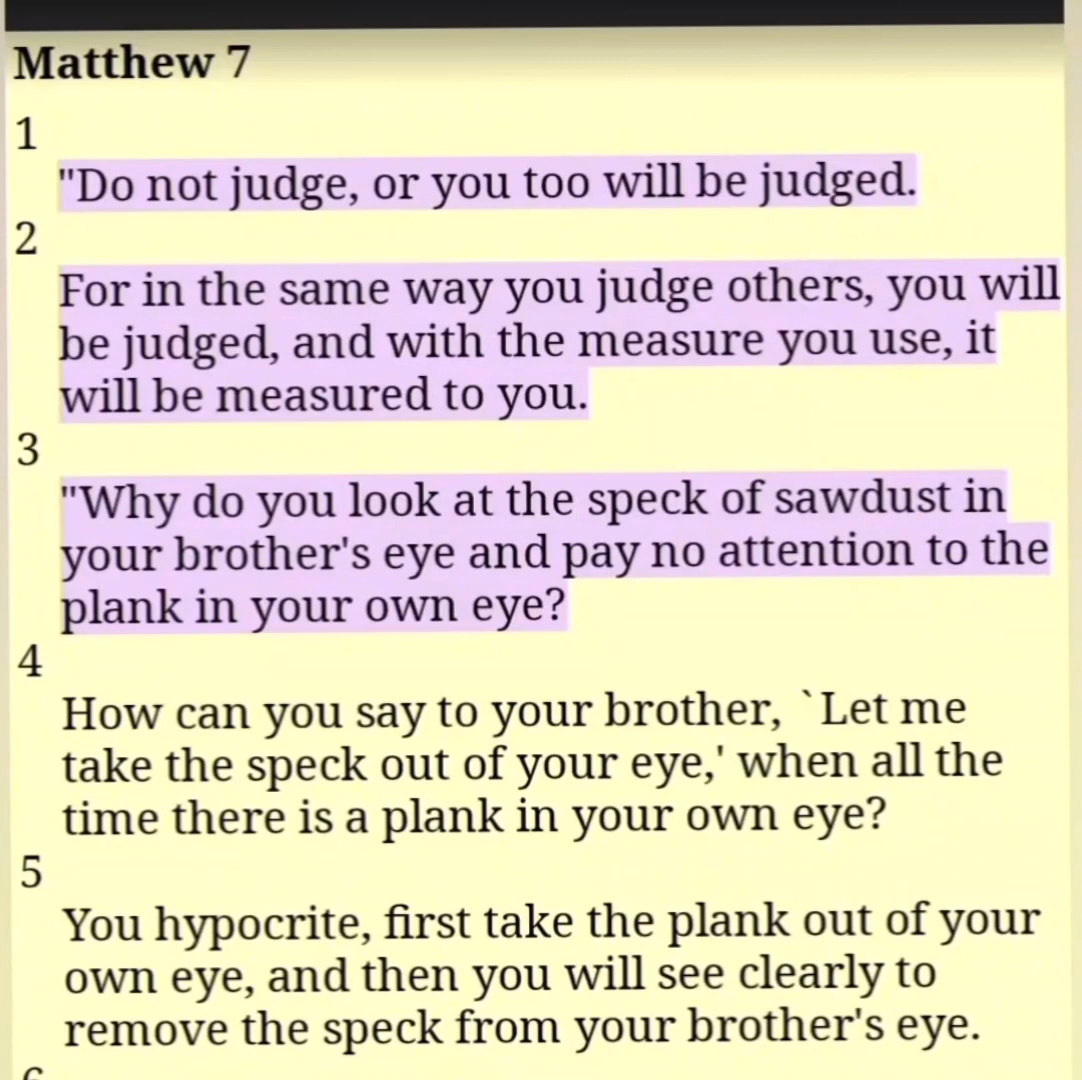 Matthew 7
1
"Do not judge, or you too will be judged.
2
For in the same way you judge others, you will
be judged, and with the measure you use, it
will be measured to you.
3
"Why do you look at the speck of sawdust in
your brother's eye and pay no attention to the
plank in your own eye?
4
How can you say to your brother, `Let me
take the speck out of your eye,' when all the
time there is a plank in your own eye?
5
You hypocrite, first take the plank out of your
own eye, and then you will see clearly to
remove the speck from your brother's eye.